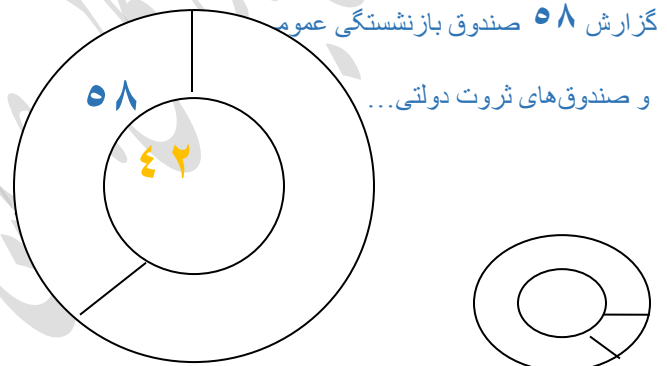 گزارش ۵۸ صندوق بازنشستگی عموم
و صندوق‌های ثروت دولتی...
۵۸
۴۲